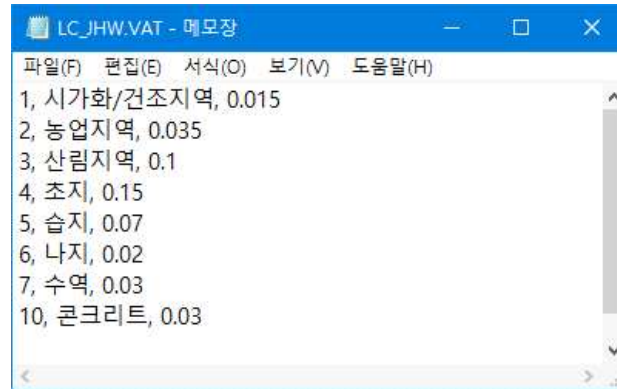 LC_JHW.VAT - 메모장
파일(F) 편집(E) 서식(O) 보기(V) 도움말(H)
1, 시가화/건조지역, 0.015
2, 농업지역, 0.035
3, 산림지역, 0.1
4, 초지, 0.15
5, 습지, 0.07
6, 나지, 0.02
7, 수역, 0.03
10, 콘크리트, 0.03